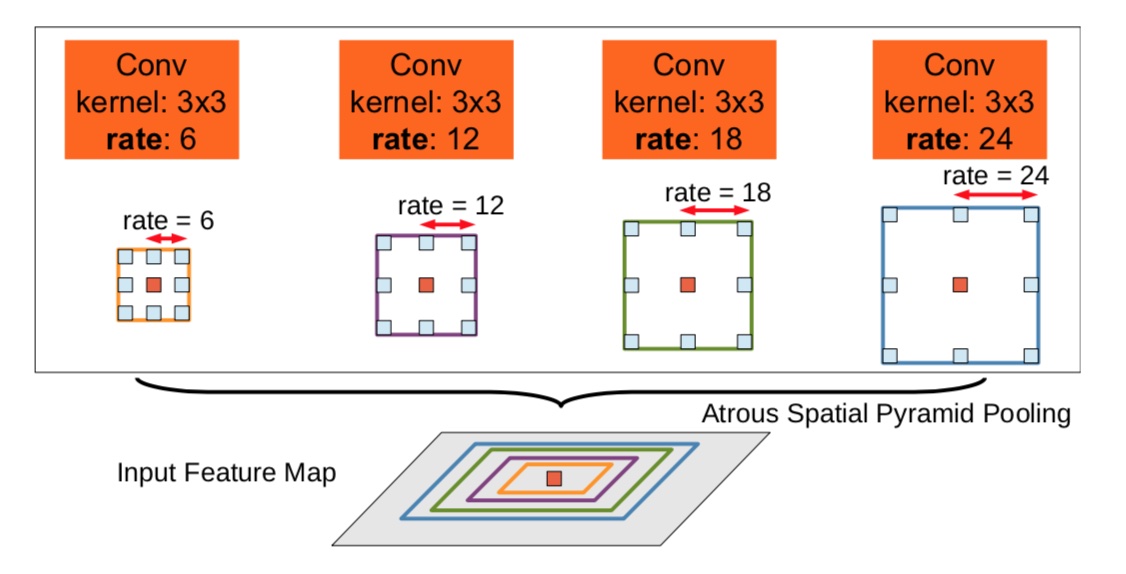 Conv
kernel: 3x3
rate: 6
Conv
kernel: 3x3
rate: 12
Conv
kernel: 3x3
rate: 18
Conv
kernel: 3x3
rate: 24
rate = 6
rate = 12
rate = 18
rate = 24
Atrous Spatial Pyramid Pooling
Input Feature Map